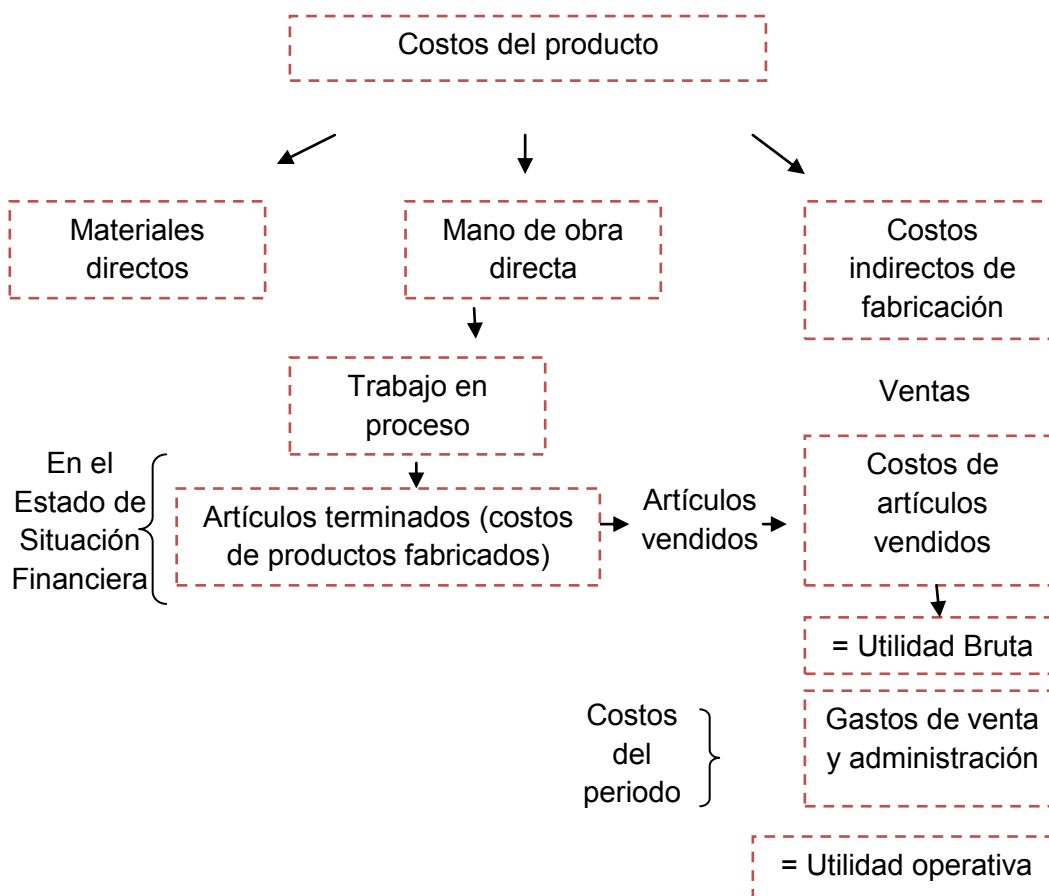 Costos del producto
Materiales
directos
Mano de obra
directa
Costos
indirectos de
fabricación
Trabajo en
proceso
Ventas
En el
Estado de
Situación
Financiera
Artículos terminados (costos
de productos fabricados)
Artículos
vendidos
Costos de
artículos
vendidos
= Utilidad Bruta
Costos
del
periodo
Gastos de venta
y administración
= Utilidad operativa